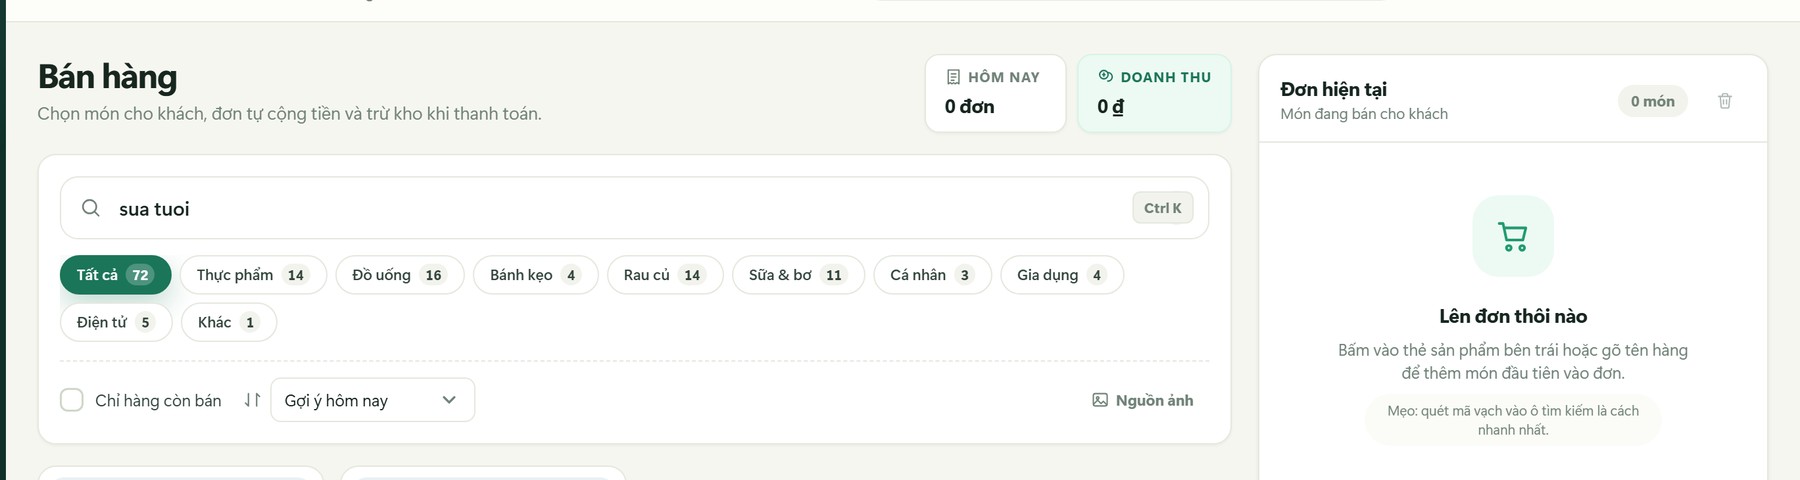 Bán hàng
Chọn món cho khách, đơn tự cộng tiền và trừ kho khi thanh toán.
HÔM NAY
0 đơn
DOANH THU
0 ₫
sua tuoi
Ctrl K
Tất cả 72
Thực phẩm 14
Đồ uống 16
Bánh kẹo 4
Rau củ 14
Sữa & bơ 11
Cá nhân 3
Gia dụng 4
Điện tử 5
Khác 1
Chỉ hàng còn bán
Gợi ý hôm nay
Nguồn ảnh
Đơn hiện tại
Món đang bán cho khách
0 món
Lên đơn thôi nào
Bấm vào thẻ sản phẩm bên trái hoặc gõ tên hàng
để thêm món đầu tiên vào đơn.
Mẹo: quét mã vạch vào ô tìm kiếm là cách
nhanh nhất.